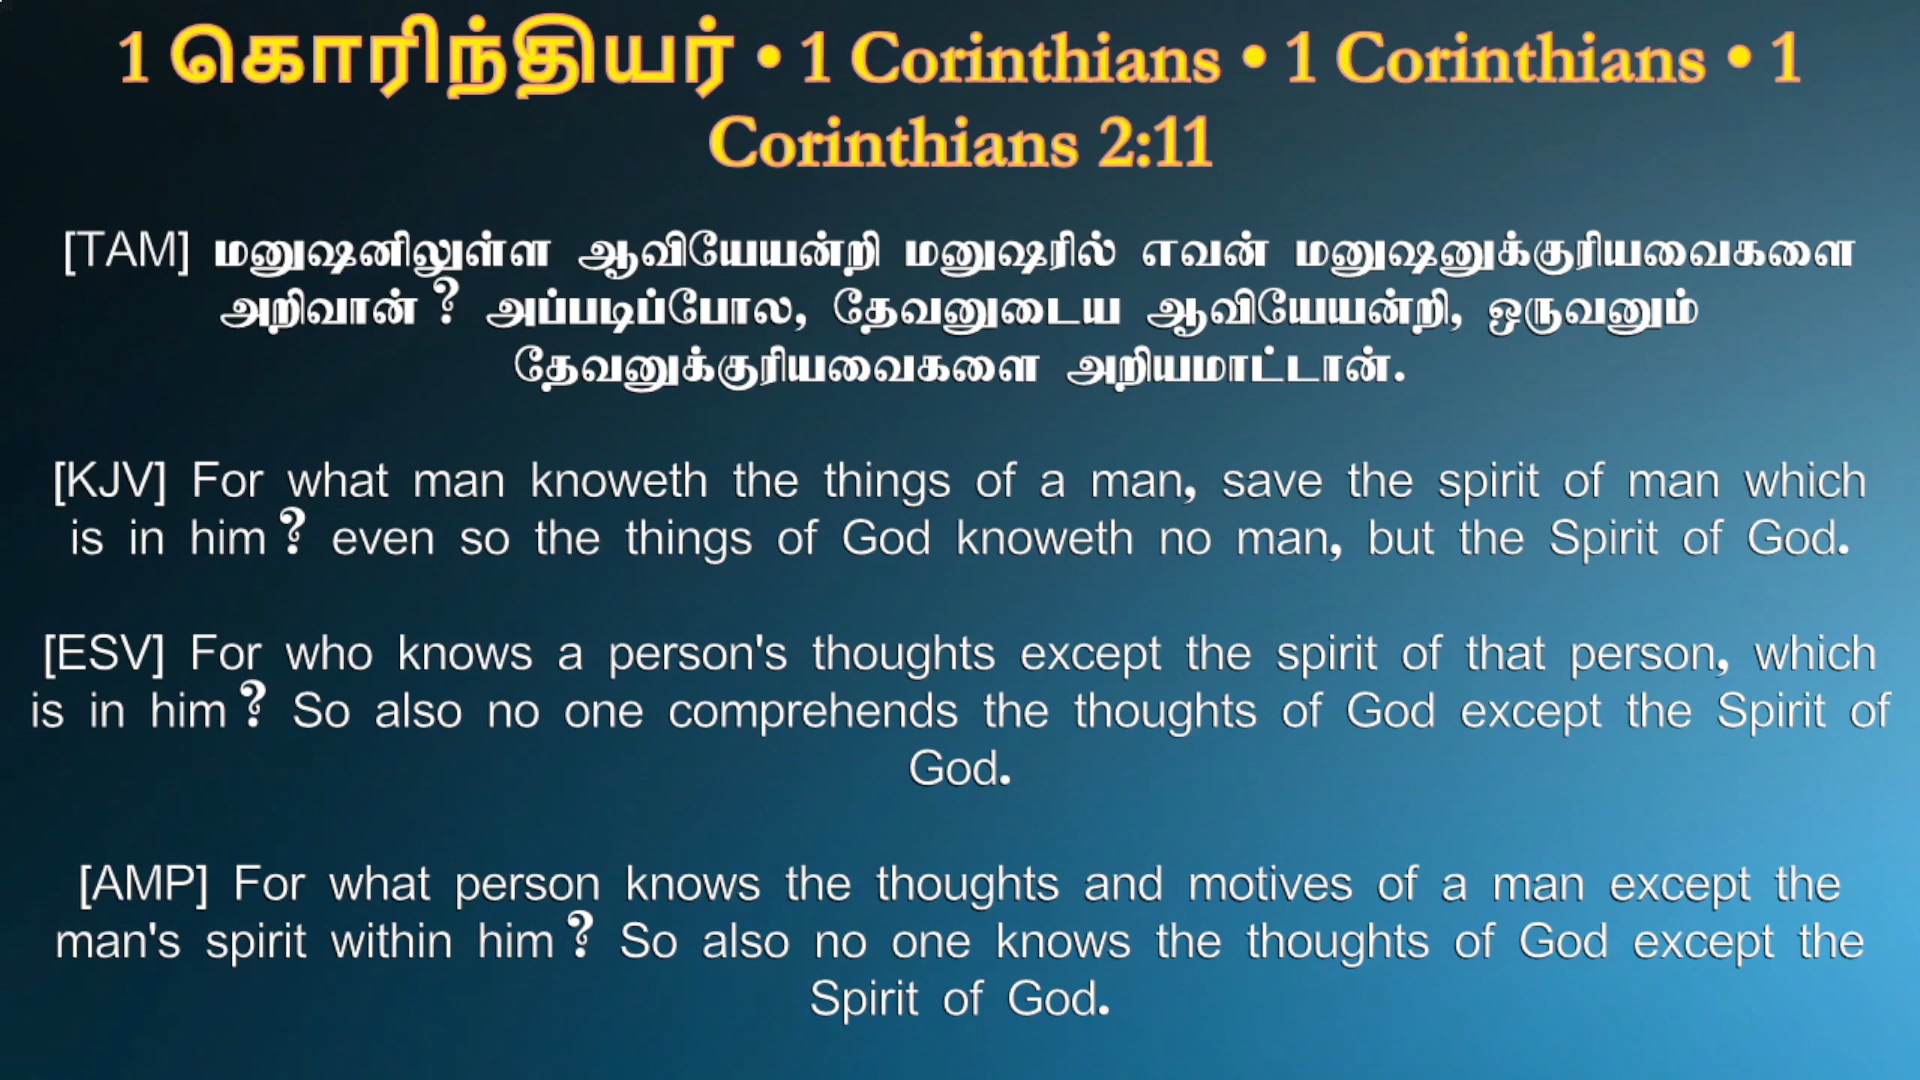 1 கொரிந்தியர் • 1 Corinthians • 1 Corinthians • 1
Corinthians 2:11
[TAM] மனுஷனிலுள்ள ஆவியேயன்றி மனுஷரில் எவன் மனுஷனுக்குரியவைகளை
அறிவான்? அப்படிப்போல, தேவனுடைய ஆவியேயன்றி, ஒருவனும்
தேவனுக்குரியவைகளை அறியமாட்டான்.
[KJV] For what man knoweth the things of a man, save the spirit of man which
is in him? even so the things of God knoweth no man, but the Spirit of God.
[ESV] For who knows a person's thoughts except the spirit of that person, which
is in him? So also no one comprehends the thoughts of God except the Spirit of
God.
[AMP] For what person knows the thoughts and motives of a man except the
man's spirit within him? So also no one knows the thoughts of God except the
Spirit of God.